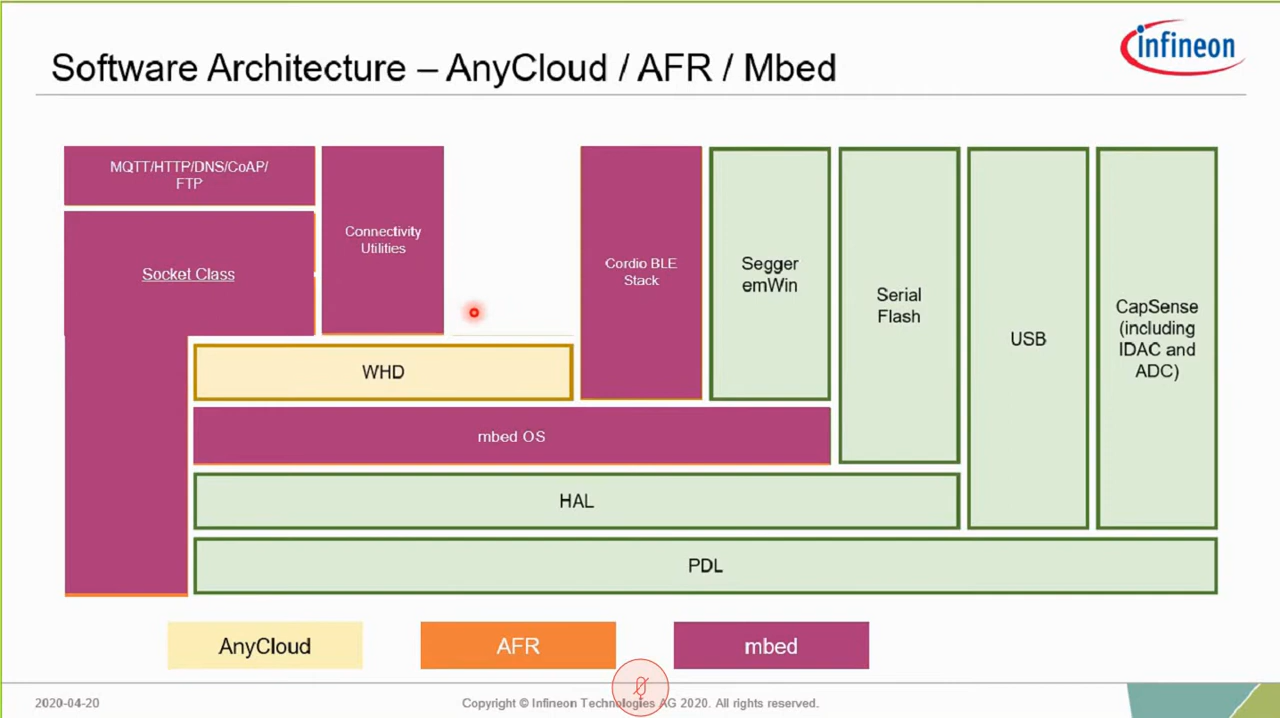 Software Architecture – AnyCloud / AFR / Mbed
infineon
MQTT/HTTP/DNS/CoAP/
FTP
Socket Class
Connectivity
Utilities
Cordio BLE
Stack
Segger
emWin
Serial
Flash
USB
CapSense
(including
IDAC and
ADC)
WHD
mbed OS
HAL
PDL
AnyCloud
AFR
mbed
2020-04-20
Copyright © Infineon Technologies AG 2020. All rights reserved.